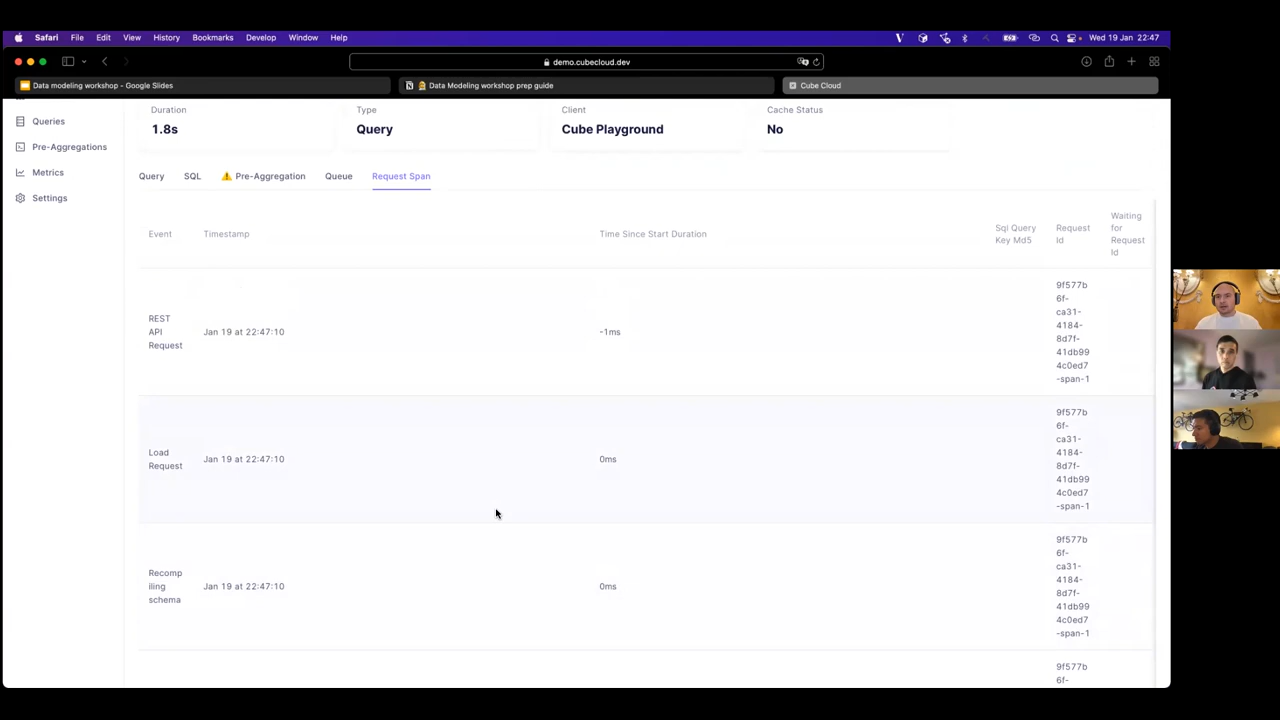 Safari File Edit View History Bookmarks Develop Window Help Wed 19 Jan 22:47
demo.cubecloud.dev
Data modeling workshop - Google Slides
Data Modeling workshop prep guide
Cube Cloud
Queries
Pre-Aggregations
Metrics
Settings
Duration
1.8s
Type
Query
Client
Cube Playground
Cache Status
No
Query SQL Pre-Aggregation Queue Request Span
Event
Timestamp
Time Since Start Duration
Sql Query
Key Md5
Request
Id
Waiting
for
Request
Id
REST
API
Request
Jan 19 at 22:47:10
-1ms
9f577b
6f-
ca31-
4184-
8d7f-
41db99
4c0ed7
-span-1
Load
Request
Jan 19 at 22:47:10
0ms
9f577b
6f-
ca31-
4184-
8d7f-
41db99
4c0ed7
-span-1
Recomp
iling
schema
Jan 19 at 22:47:10
0ms
9f577b
6f-
ca31-
4184-
8d7f-
41db99
4c0ed7
-span-1
9f577b
6f-